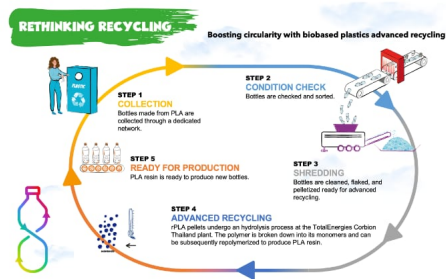 RETHINKING RECYCLING
Boosting circularity with biobased plastics advanced recycling
PLASTIC
STEP 1
COLLECTION
Bottles made from PLA are
collected through a dedicated
network.
STEP 2
CONDITION CHECK
Bottles are checked and sorted.
STEP 3
SHREDDING
Bottles are cleaned, flaked, and
pelletized ready for advanced
recycling.
STEP 4
ADVANCED RECYCLING
rPLA pellets undergo an hydrolysis process at the TotalEnergies Corbion
Thailand plant. The polymer is broken down into its monomers and can
be subsequently repolymerized to produce PLA resin.
STEP 5
READY FOR PRODUCTION
PLA resin is ready to produce new bottles.